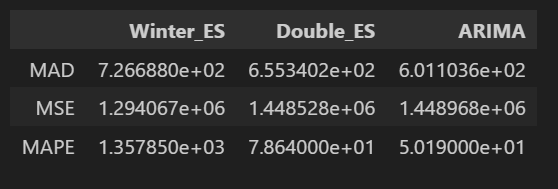 Winter_ES Double_ES ARIMA
MAD 7.266880e+02 6.553402e+02 6.011036e+02
MSE 1.294067e+06 1.448528e+06 1.448968e+06
MAPE 1.357850e+03 7.864000e+01 5.019000e+01